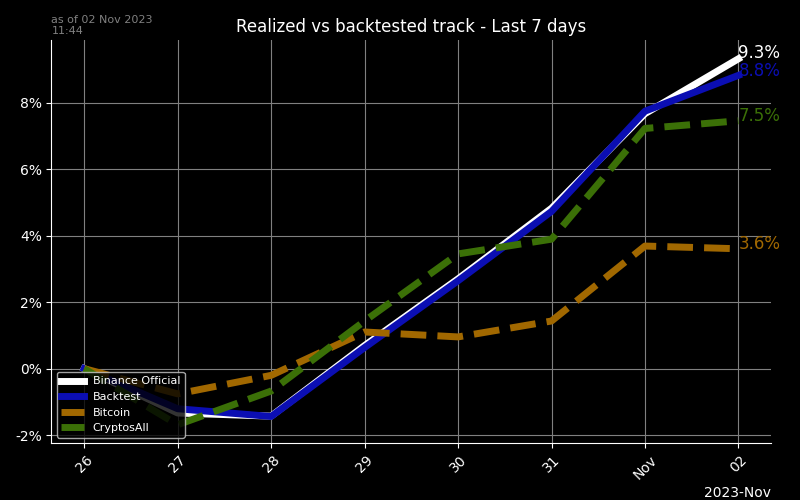 as of 02 Nov 2023
11:44
Realized vs backtested track - Last 7 days
9.3%
8.8%
8%
7.5%
6%
4%
3.6%
2%
0%
-2%
Binance Official
Backtest
Bitcoin
CryptosAll
26
27
28
29
30
31
Nov
02
2023-Nov